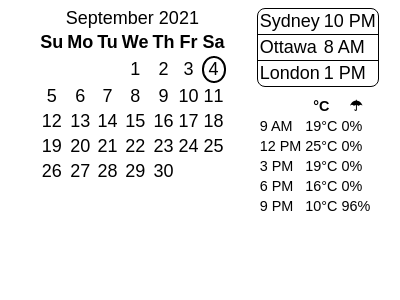 September 2021
Su Mo Tu We Th Fr Sa
1 2 3 4
5 6 7 8 9 10 11
12 13 14 15 16 17 18
19 20 21 22 23 24 25
26 27 28 29 30
Sydney 10 PM
Ottawa 8 AM
London 1 PM
°C ☂
9 AM 19°C 0%
12 PM 25°C 0%
3 PM 19°C 0%
6 PM 16°C 0%
9 PM 10°C 96%